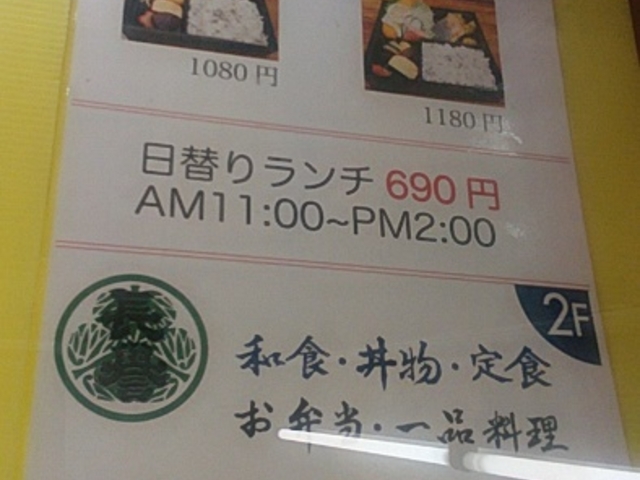 1080円
1180円
日替りランチ 690円
AM11:00~PM2:00
2F
和食・丼物・定食
お弁当・一品料理